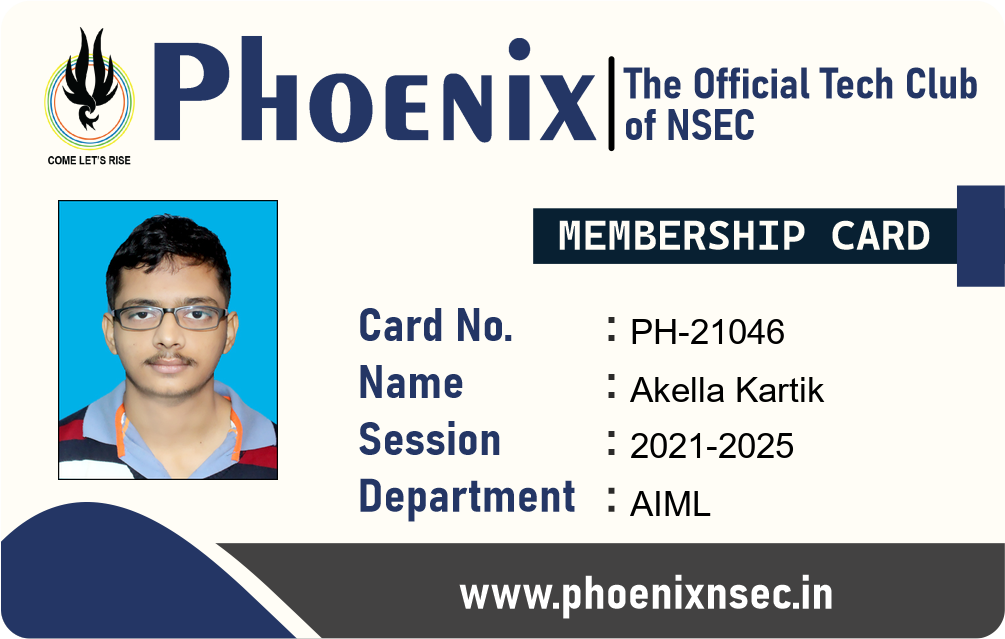 COME LET'S RISE
PHOENIX
The Official Tech Club
of NSEC
MEMBERSHIP CARD
Card No. : PH-21046
Name : Akella Kartik
Session : 2021-2025
Department : AIML
www.phoenixnsec.in